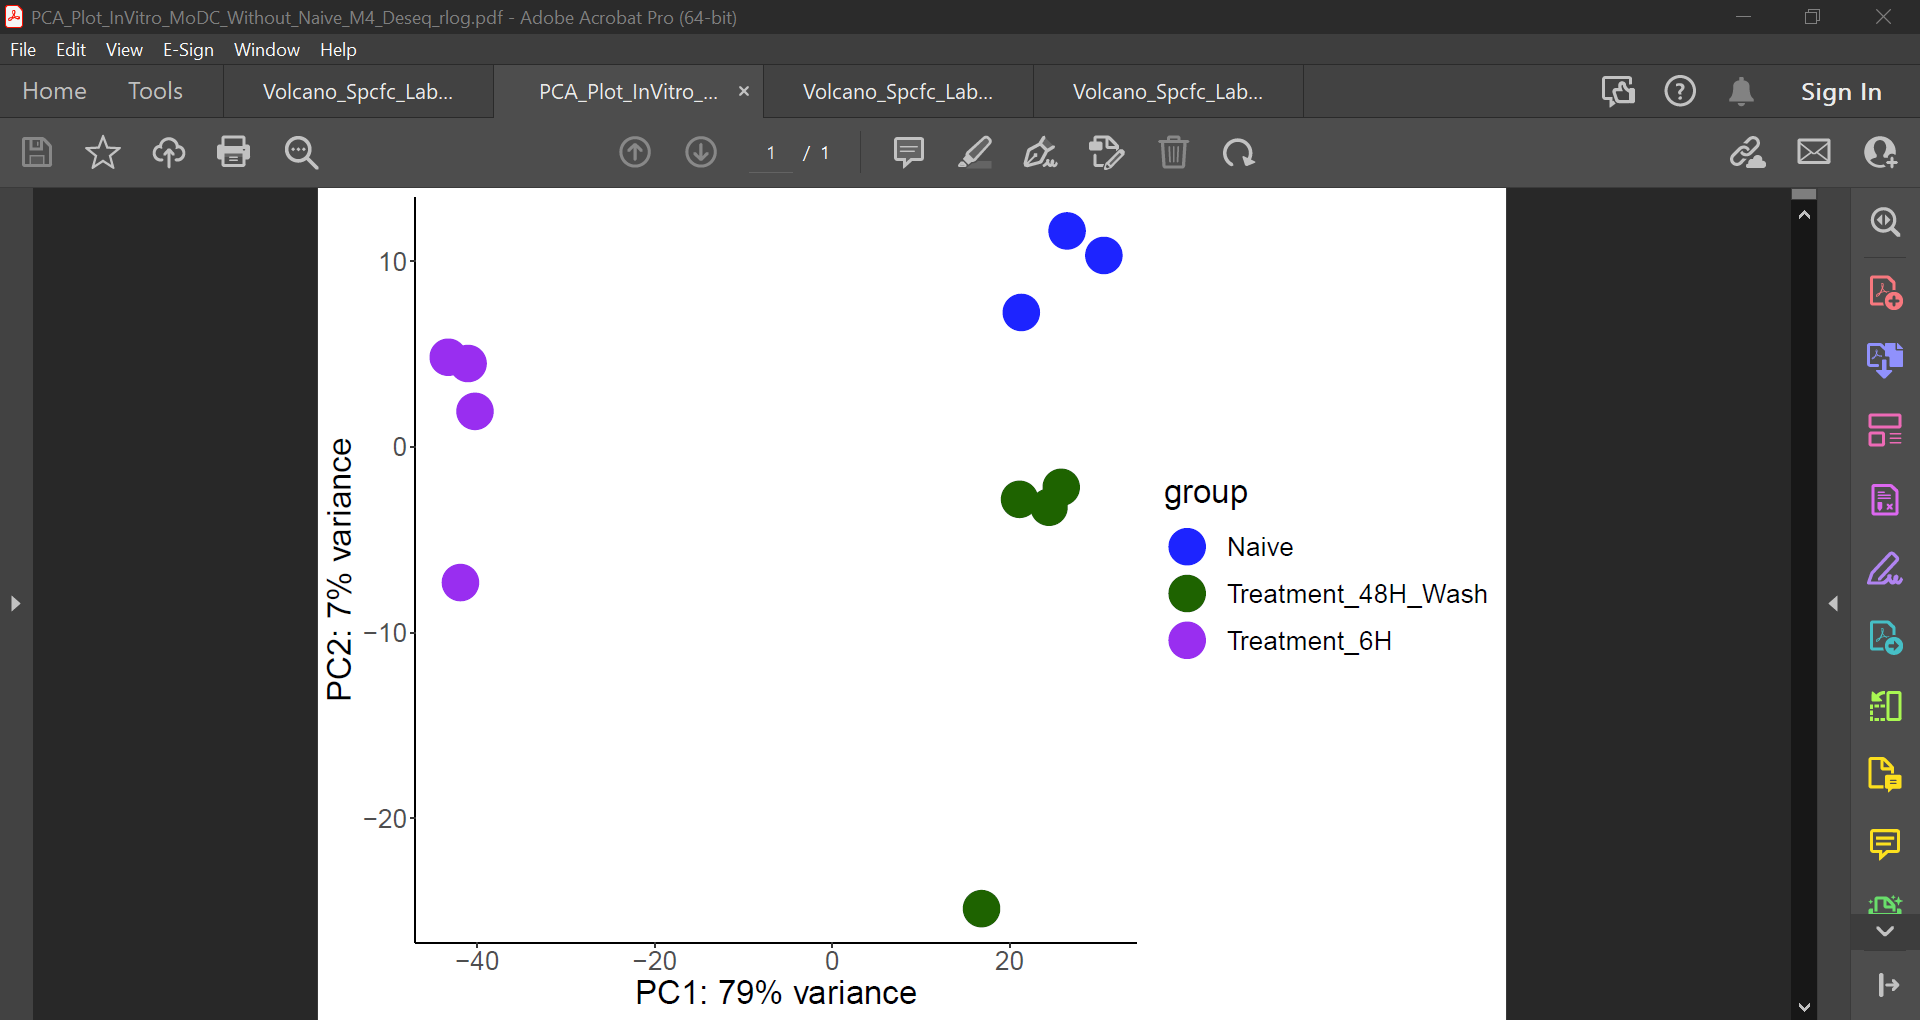 PCA_Plot_InVitro_MoDC_Without_Naive_M4_Deseq_rlog.pdf - Adobe Acrobat Pro (64-bit)
File Edit View E-Sign Window Help
Home Tools Volcano_Spcfc_Lab... PCA_Plot_InVitro_... × Volcano_Spcfc_Lab... Volcano_Spcfc_Lab... Sign In
1 / 1
10
0
−10
−20
PC2: 7% variance
group
Naive
Treatment_48H_Wash
Treatment_6H
−40 −20 0 20
PC1: 79% variance